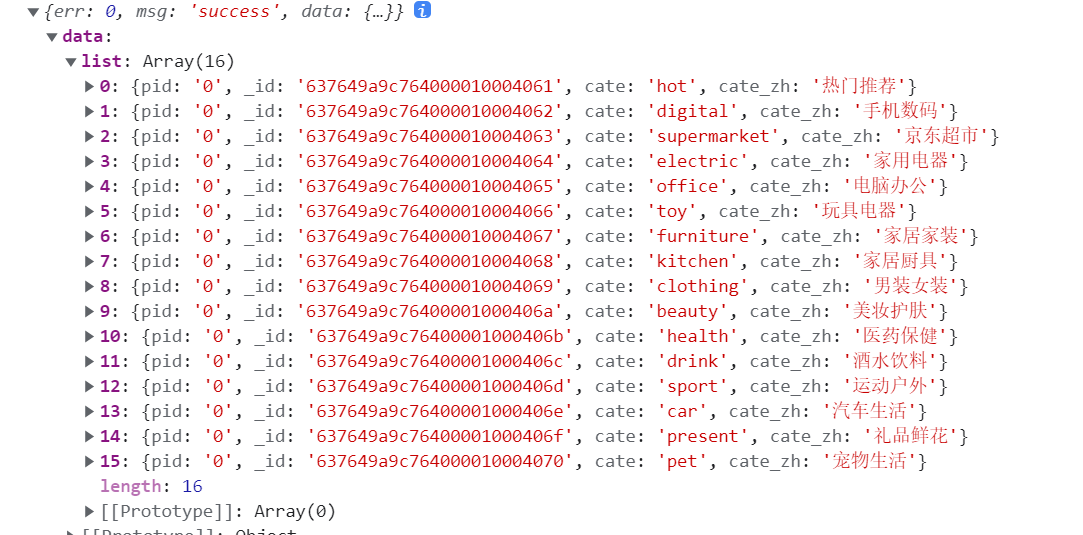 {err: 0, msg: 'success', data: {…}} i
data:
list: Array(16)
0: {pid: '0', _id: '637649a9c764000010004061', cate: 'hot', cate_zh: '热门推荐'}
1: {pid: '0', _id: '637649a9c764000010004062', cate: 'digital', cate_zh: '手机数码'}
2: {pid: '0', _id: '637649a9c764000010004063', cate: 'supermarket', cate_zh: '京东超市'}
3: {pid: '0', _id: '637649a9c764000010004064', cate: 'electric', cate_zh: '家用电器'}
4: {pid: '0', _id: '637649a9c764000010004065', cate: 'office', cate_zh: '电脑办公'}
5: {pid: '0', _id: '637649a9c764000010004066', cate: 'toy', cate_zh: '玩具电器'}
6: {pid: '0', _id: '637649a9c764000010004067', cate: 'furniture', cate_zh: '家居家装'}
7: {pid: '0', _id: '637649a9c764000010004068', cate: 'kitchen', cate_zh: '家居厨具'}
8: {pid: '0', _id: '637649a9c764000010004069', cate: 'clothing', cate_zh: '男装女装'}
9: {pid: '0', _id: '637649a9c76400001000406a', cate: 'beauty', cate_zh: '美妆护肤'}
10: {pid: '0', _id: '637649a9c76400001000406b', cate: 'health', cate_zh: '医药保健'}
11: {pid: '0', _id: '637649a9c76400001000406c', cate: 'drink', cate_zh: '酒水饮料'}
12: {pid: '0', _id: '637649a9c76400001000406d', cate: 'sport', cate_zh: '运动户外'}
13: {pid: '0', _id: '637649a9c76400001000406e', cate: 'car', cate_zh: '汽车生活'}
14: {pid: '0', _id: '637649a9c76400001000406f', cate: 'present', cate_zh: '礼品鲜花'}
15: {pid: '0', _id: '637649a9c764000010004070', cate: 'pet', cate_zh: '宠物生活'}
length: 16
[[Prototype]]: Array(0)
[[Prototype]]: Object